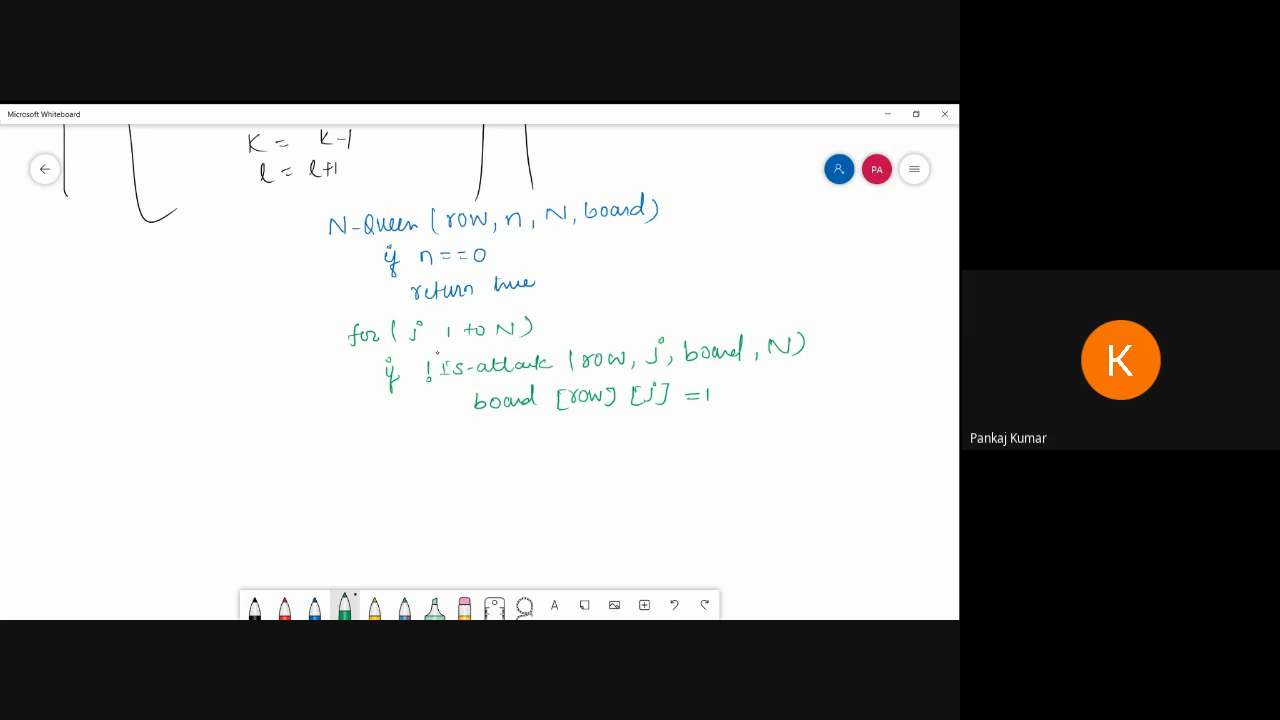 Microsoft Whiteboard
K = K-1
l = l+1
PA
N-Queen (row, n, N, board)
if n==0
return true
for( j 1 to N)
if !is-attack (row, j, board, N)
board [row] [j] =1
K
Pankaj Kumar
A